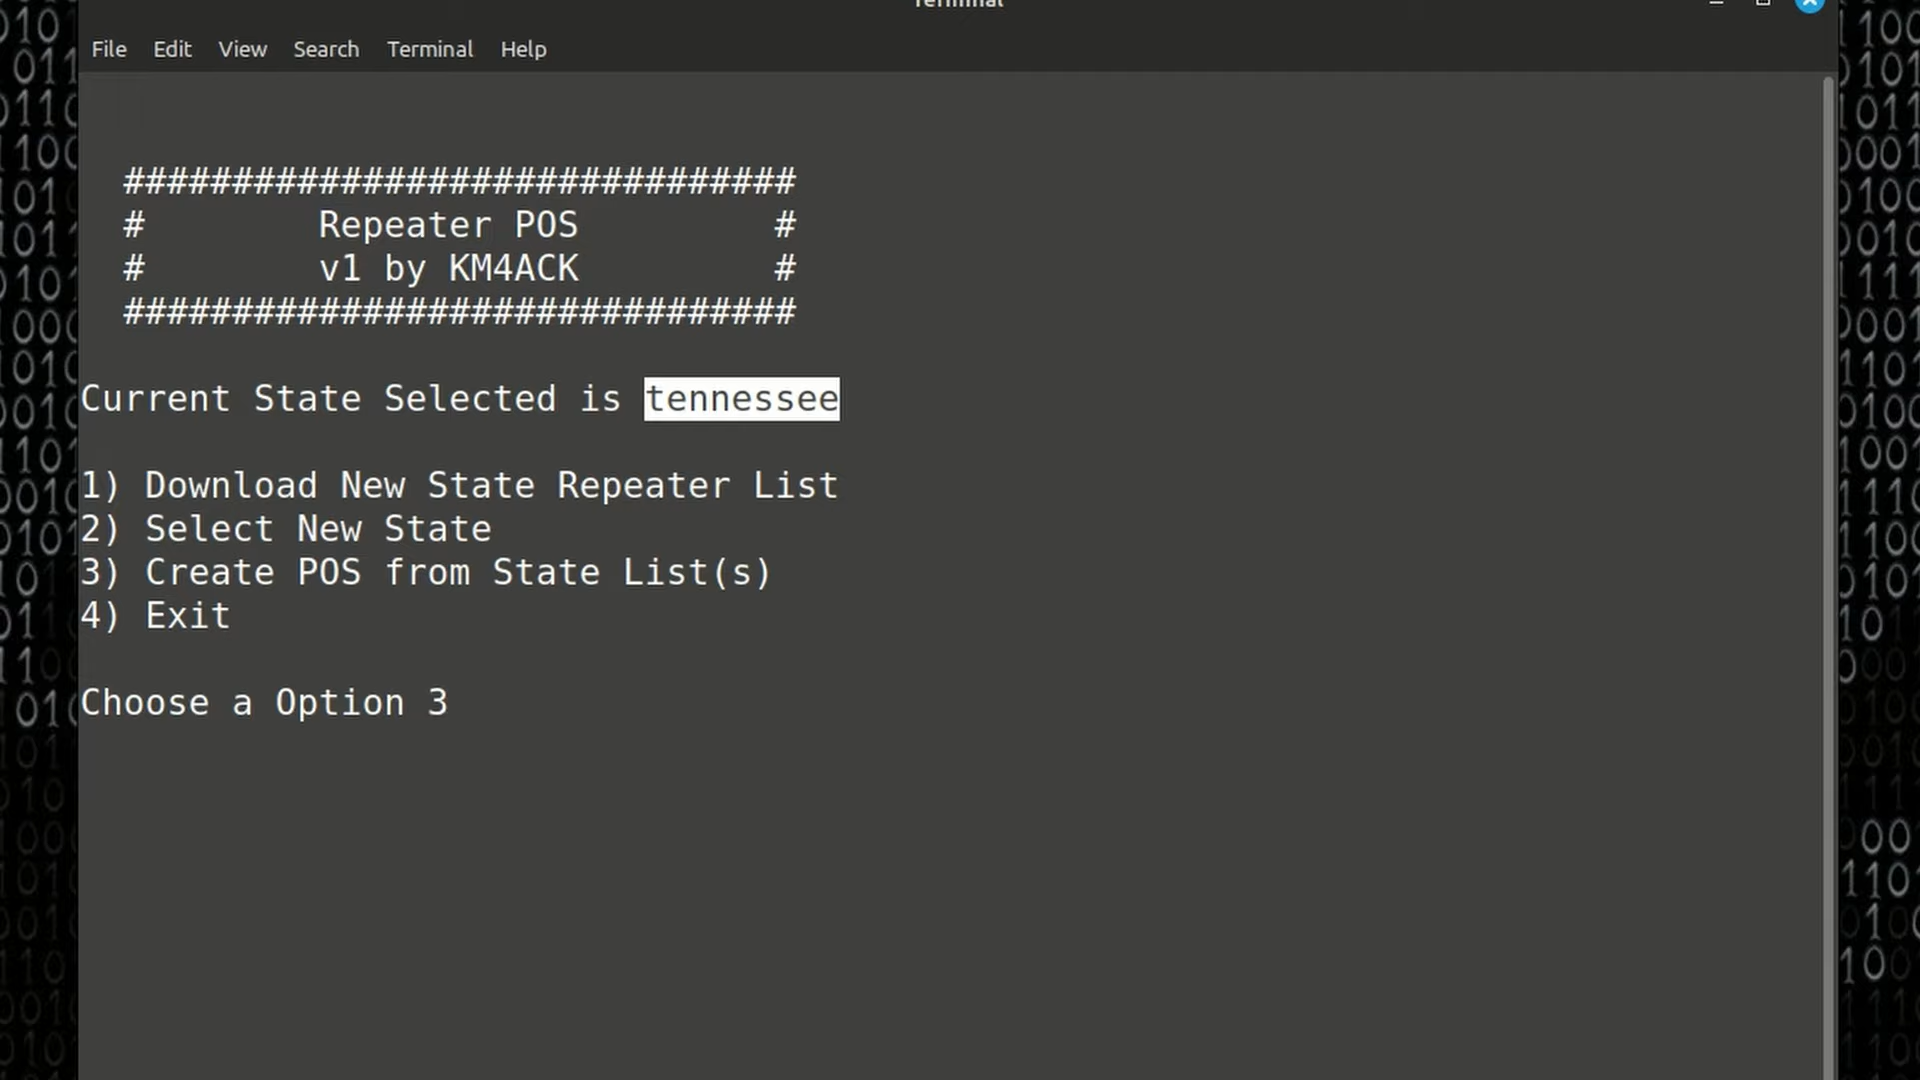 Terminal
File Edit View Search Terminal Help
###############################
# Repeater POS #
# v1 by KM4ACK #
###############################
Current State Selected is tennessee
1) Download New State Repeater List
2) Select New State
3) Create POS from State List(s)
4) Exit
Choose a Option 3